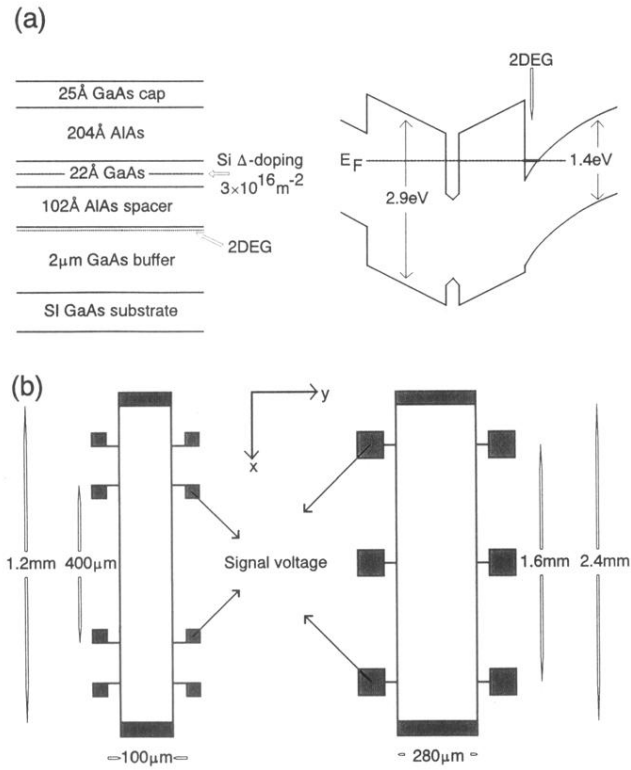 (a)
25Å GaAs cap
204Å AlAs
22Å GaAs
102Å AlAs spacer
2µm GaAs buffer
SI GaAs substrate
Si Δ-doping
3×10¹⁶m⁻²
2DEG
2DEG
E_F
2.9eV
1.4eV
(b)
y
x
1.2mm
400µm
Signal voltage
1.6mm
2.4mm
100µm
280µm